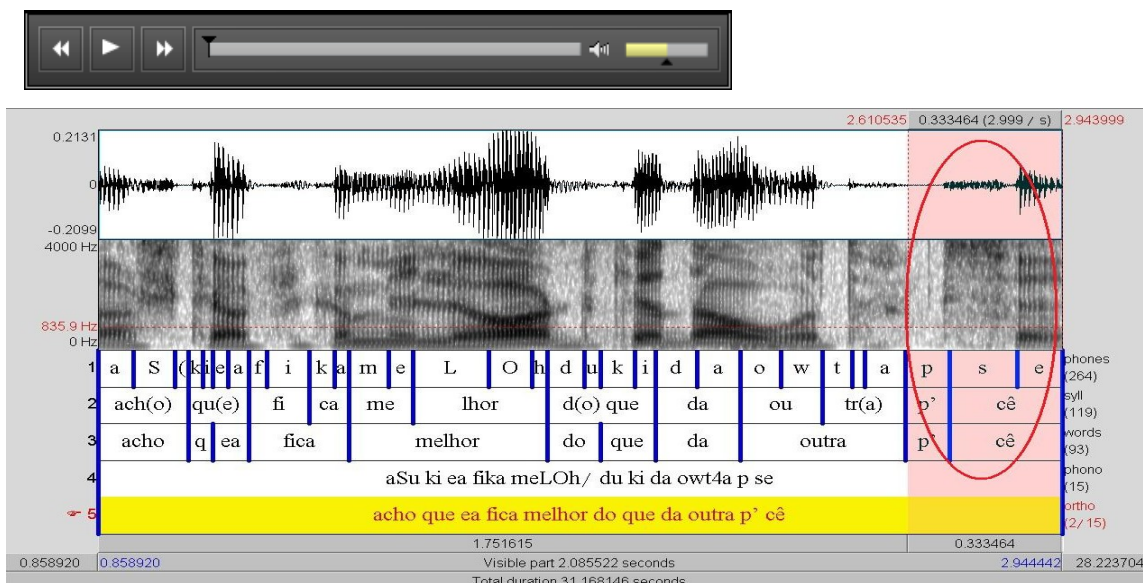 2.610535 0.333464 (2.999 / s) 2.943999
0.2131
0
-0.2099
4000 Hz
835.9 Hz
0 Hz
1 a S (k i e a f i k a m e L O h d u k i d a o w t a p s e phones (264)
2 ach(o) qu(e) fi ca me lhor d(o) que da ou tr(a) p' cê syll (119)
3 acho q ea fica melhor do que da outra p' cê words (93)
4 aSu ki ea fika meLOh/ du ki da owt4a p se phono (15)
5 acho que ea fica melhor do que da outra p' cê ortho (2/15)
1.751615 0.333464
0.858920 0.858920 Visible part 2.085522 seconds 2.944442 28.223704
Total duration 31.168146 seconds